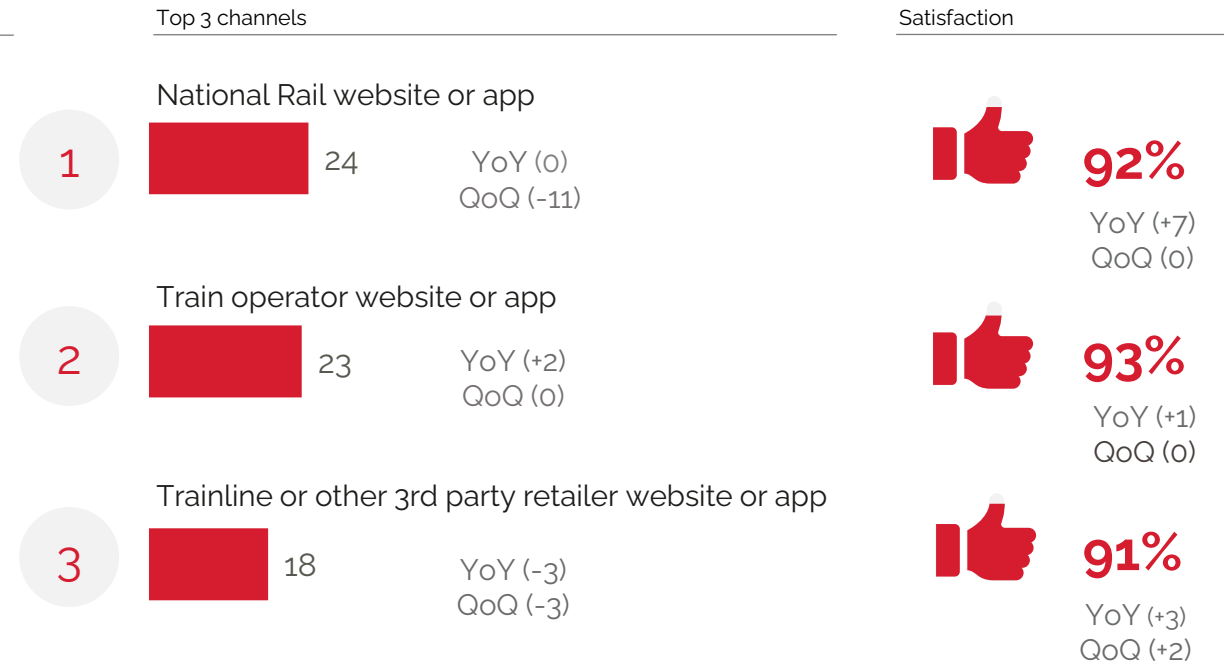 Top 3 channels
Satisfaction
National Rail website or app
1
24
YoY (0)
QoQ (-11)
92%
YoY (+7)
QoQ (0)
Train operator website or app
2
23
YoY (+2)
QoQ (0)
93%
YoY (+1)
QoQ (0)
Trainline or other 3rd party retailer website or app
3
18
YoY (-3)
QoQ (-3)
91%
YoY (+3)
QoQ (+2)